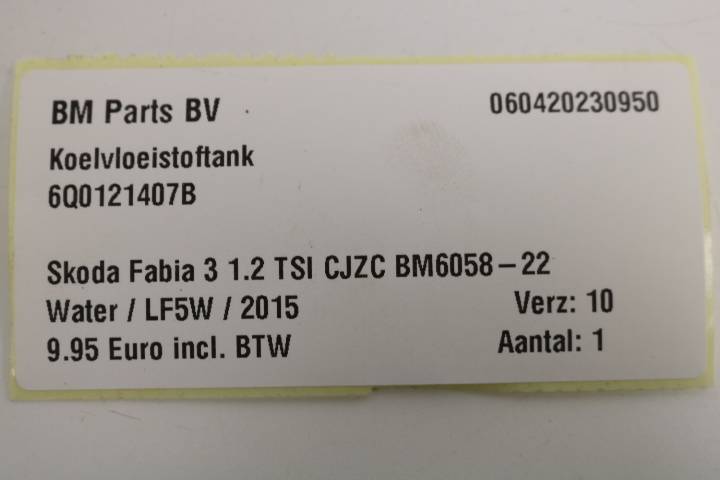 BM Parts BV 060420230950
Koelvloeistoftank
6Q0121407B
Skoda Fabia 3 1.2 TSI CJZC BM6058-22
Water / LF5W / 2015 Verz: 10
9.95 Euro incl. BTW Aantal: 1